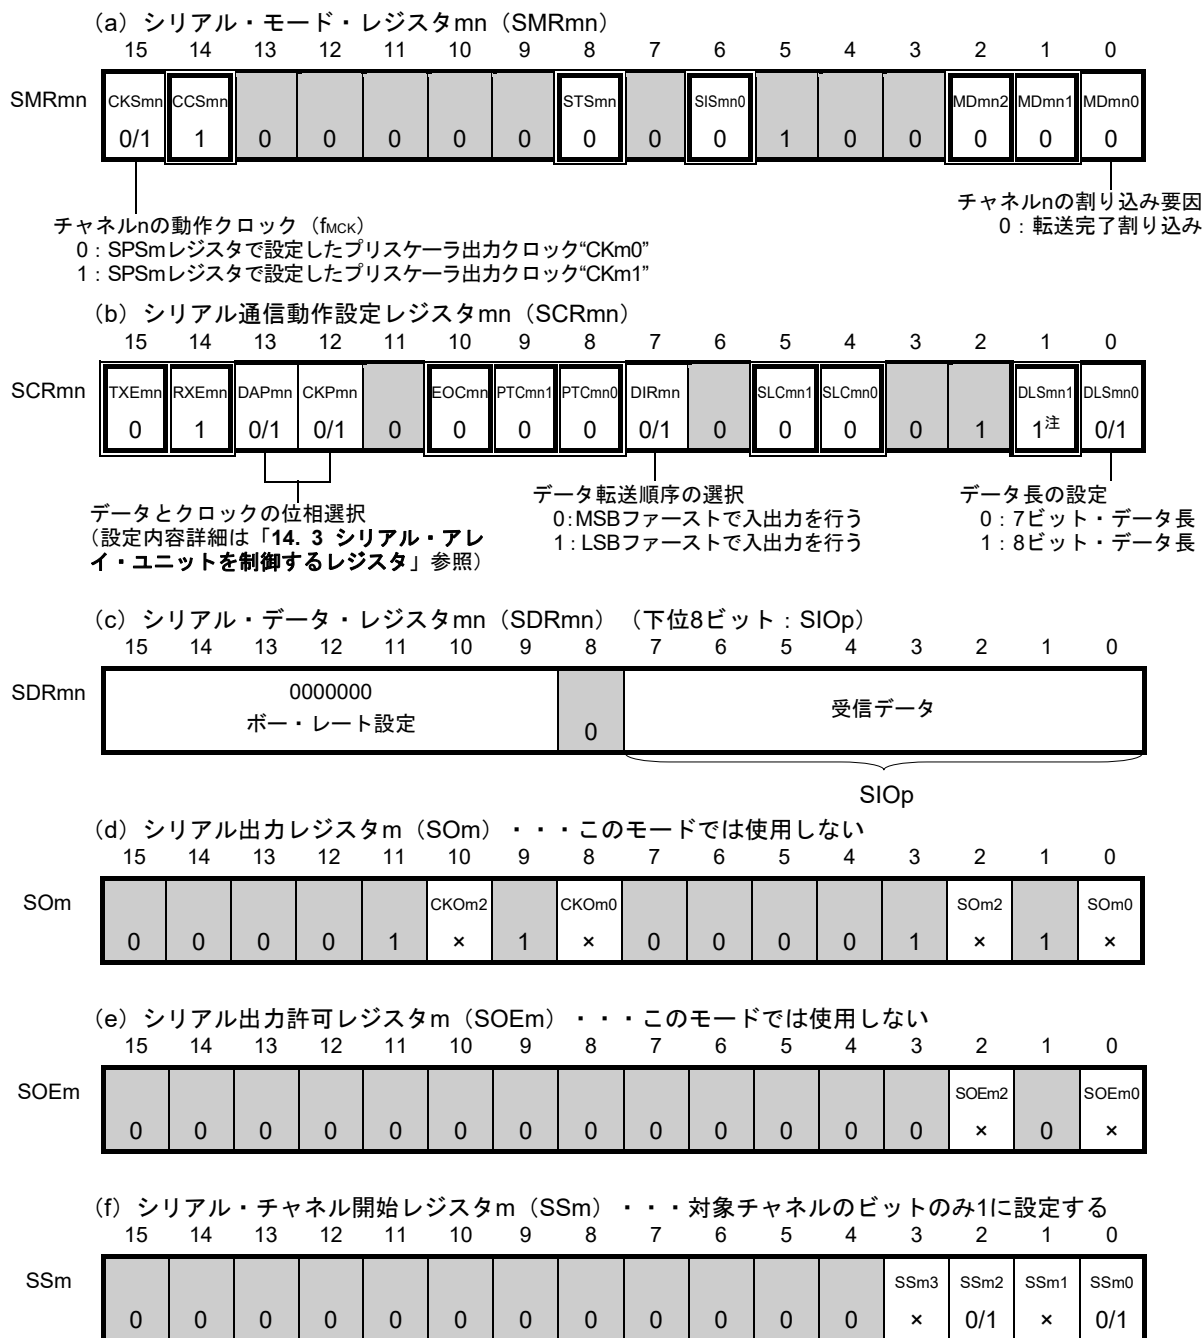 （a）シリアル・モード・レジスタmn（SMRmn）
15 14 13 12 11 10 9 8 7 6 5 4 3 2 1 0
SMRmn CKSmn CCSmn STSmn SISmn0 MDmn2 MDmn1 MDmn0
0/1 1 0 0 0 0 0 0 0 0 1 0 0 0 0 0
チャネルnの動作クロック（fMCK）
0：SPSmレジスタで設定したプリスケーラ出力クロック“CKm0”
1：SPSmレジスタで設定したプリスケーラ出力クロック“CKm1”
チャネルnの割り込み要因
0：転送完了割り込み
（b）シリアル通信動作設定レジスタmn（SCRmn）
15 14 13 12 11 10 9 8 7 6 5 4 3 2 1 0
SCRmn TXEmn RXEmn DAPmn CKPmn EOCmn PTCmn1 PTCmn0 DIRmn SLCmn1 SLCmn0 DLSmn1 DLSmn0
0 1 0/1 0/1 0 0 0 0 0/1 0 0 0 0 1 1注 0/1
データとクロックの位相選択
（設定内容詳細は「14. 3 シリアル・アレ
イ・ユニットを制御するレジスタ」参照）
データ転送順序の選択
0：MSBファーストで入出力を行う
1：LSBファーストで入出力を行う
データ長の設定
0：7ビット・データ長
1：8ビット・データ長
（c）シリアル・データ・レジスタmn（SDRmn）（下位8ビット：SIOp）
15 14 13 12 11 10 9 8 7 6 5 4 3 2 1 0
SDRmn 0000000
ボー・レート設定
0
受信データ
SIOp
（d）シリアル出力レジスタm（SOm）・・・このモードでは使用しない
15 14 13 12 11 10 9 8 7 6 5 4 3 2 1 0
SOm CKOm2 CKOm0 SOm2 SOm0
0 0 0 0 1 × 1 × 0 0 0 0 1 × 1 ×
（e）シリアル出力許可レジスタm（SOEm）・・・このモードでは使用しない
15 14 13 12 11 10 9 8 7 6 5 4 3 2 1 0
SOEm SOEm2 SOEm0
0 0 0 0 0 0 0 0 0 0 0 0 0 × 0 ×
（f）シリアル・チャネル開始レジスタm（SSm）・・・対象チャネルのビットのみ1に設定する
15 14 13 12 11 10 9 8 7 6 5 4 3 2 1 0
SSm SSm3 SSm2 SSm1 SSm0
0 0 0 0 0 0 0 0 0 0 0 0 × 0/1 × 0/1